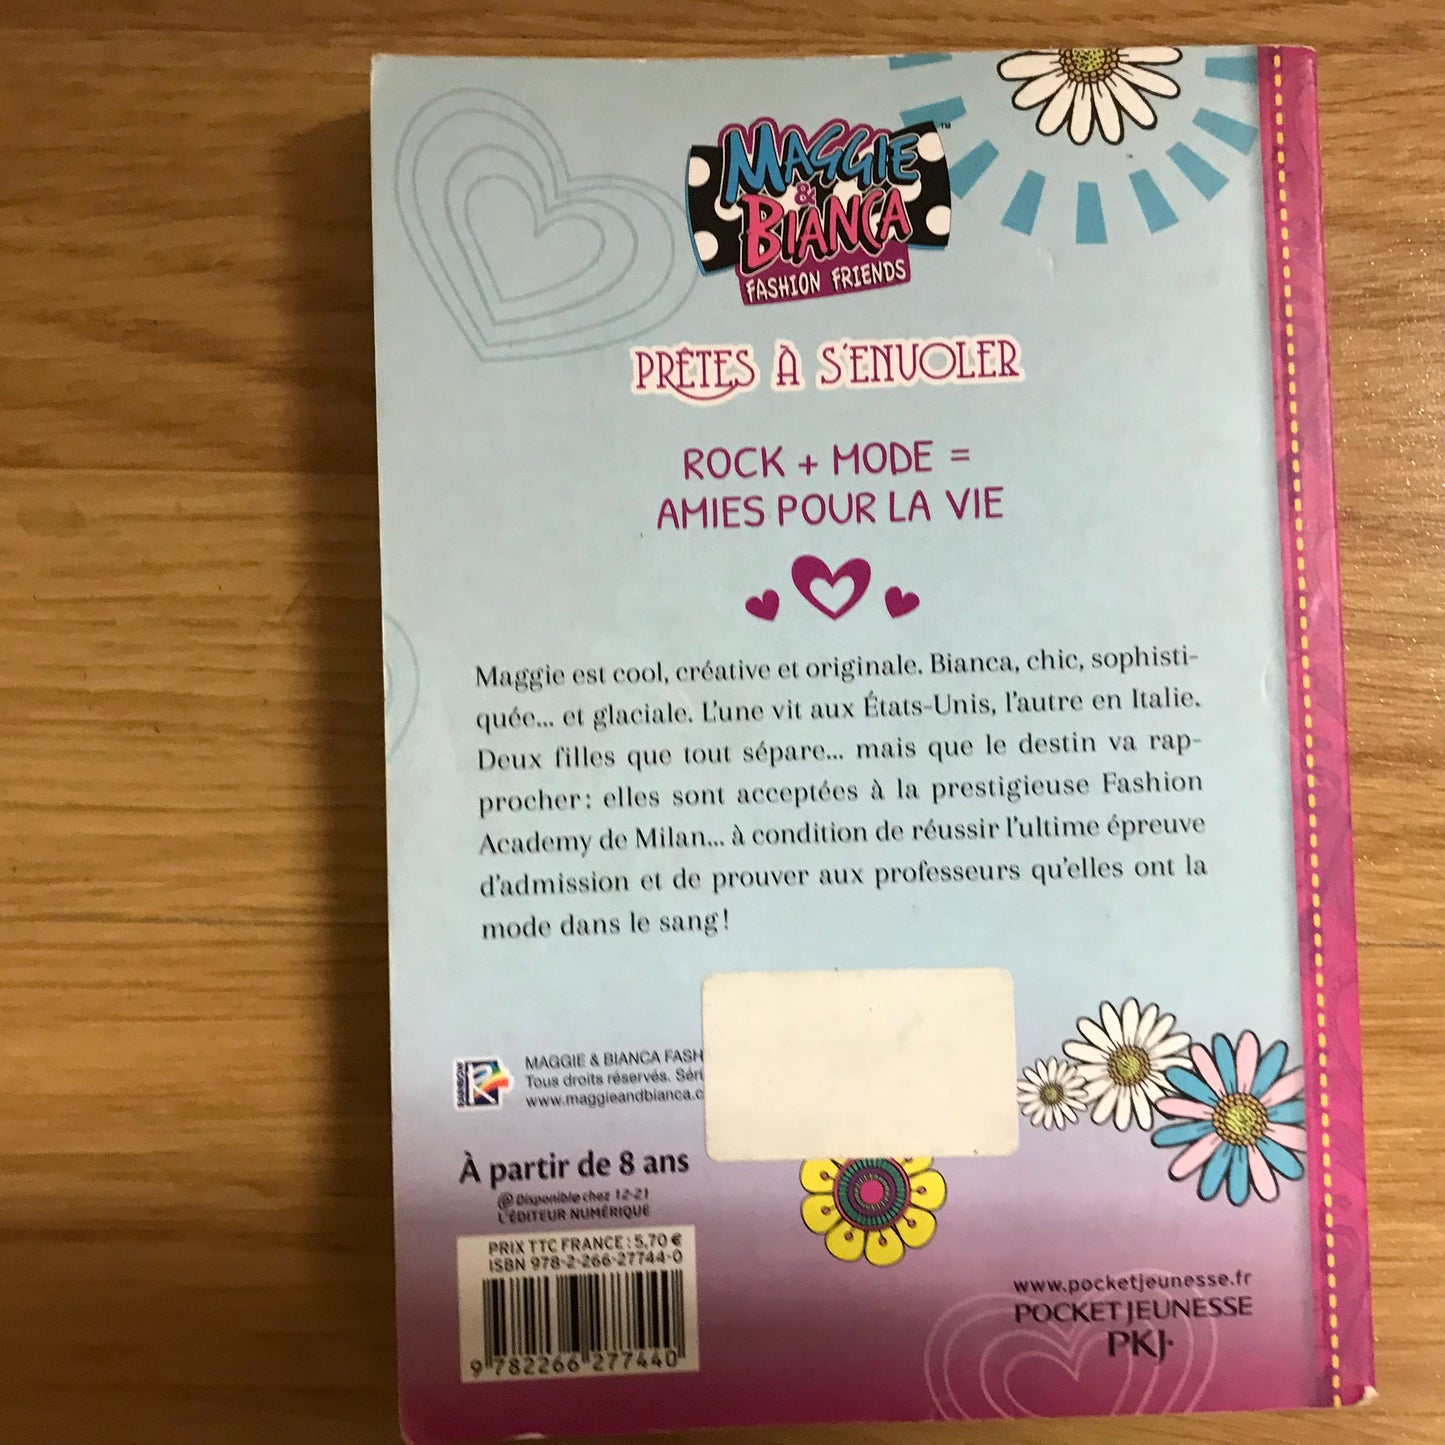 MAGGIE
&
BIANCA
FASHION FRIENDS
™
PRÊTES À S'ENVOLER
ROCK + MODE =
AMIES POUR LA VIE
Maggie est cool, créative et originale. Bianca, chic, sophisti-
quée... et glaciale. L'une vit aux États-Unis, l'autre en Italie.
Deux filles que tout sépare... mais que le destin va rap-
procher : elles sont acceptées à la prestigieuse Fashion
Academy de Milan... à condition de réussir l'ultime épreuve
d'admission et de prouver aux professeurs qu'elles ont la
mode dans le sang !
RAINBOW
MAGGIE & BIANCA FASH
Tous droits réservés. Séri
www.maggieandbianca.c
À partir de 8 ans
@ Disponible chez 12-21
L'ÉDITEUR NUMÉRIQUE
PRIX TTC FRANCE : 5,70 €
ISBN 978-2-266-27744-0
9 782266 277440
www.pocketjeunesse.fr
POCKET JEUNESSE
PKJ·